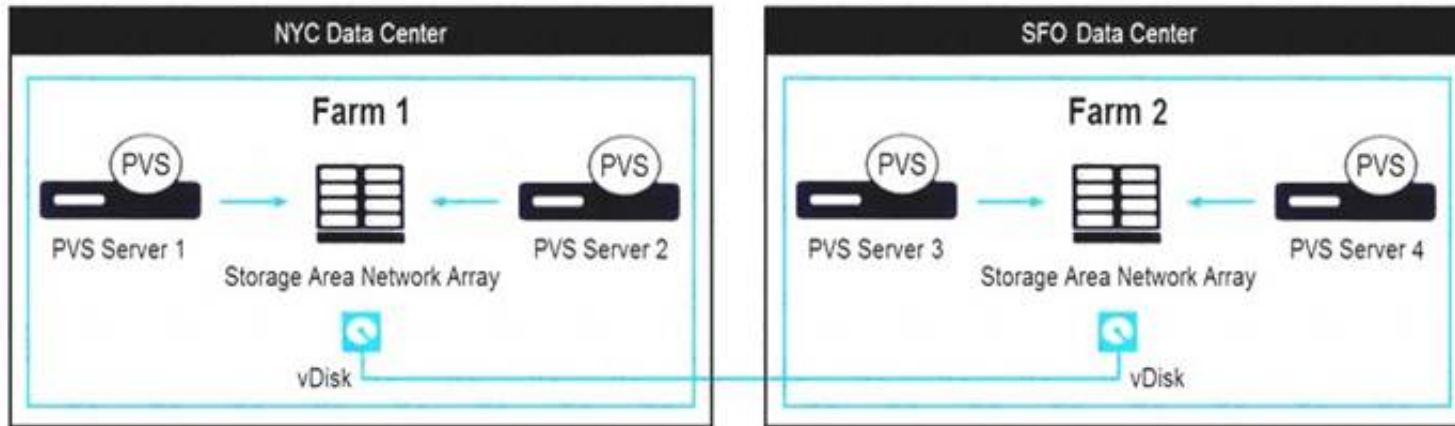 NYC Data Center
Farm 1
PVS
PVS
PVS Server 1
PVS Server 2
Storage Area Network Array
vDisk
SFO Data Center
Farm 2
PVS
PVS
PVS Server 3
PVS Server 4
Storage Area Network Array
vDisk